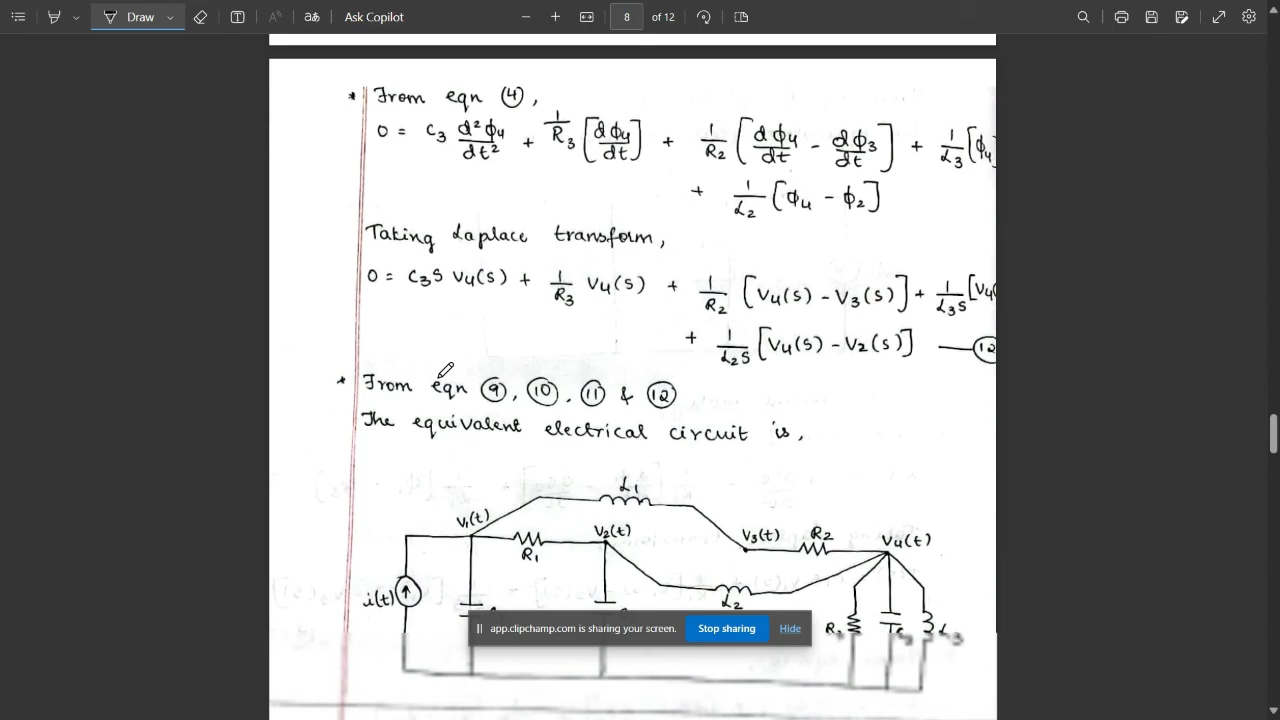 Draw
Ask Copilot
8 of 12
* From eqn ④,
0 = C₃ d²φ₄/dt² + 1/R₃ [dφ₄/dt] + 1/R₂ [dφ₄/dt - dφ₃/dt] + 1/L₃ [φ₄
+ 1/L₂ [φ₄ - φ₂]
Taking Laplace transform,
0 = C₃S V₄(s) + 1/R₃ V₄(s) + 1/R₂ [V₄(s) - V₃(s)] + 1/L₃S [V₄(
+ 1/L₂S [V₄(s) - V₂(s)] — ⑫
* From eqn ⑨, ⑩, ⑪ & ⑫
The equivalent electrical circuit is,
L₁
V₁(t)
R₁
V₂(t)
V₃(t)
R₂
V₄(t)
i(t)
L₂
C₃
L₃
app.clipchamp.com is sharing your screen.
Stop sharing
Hide